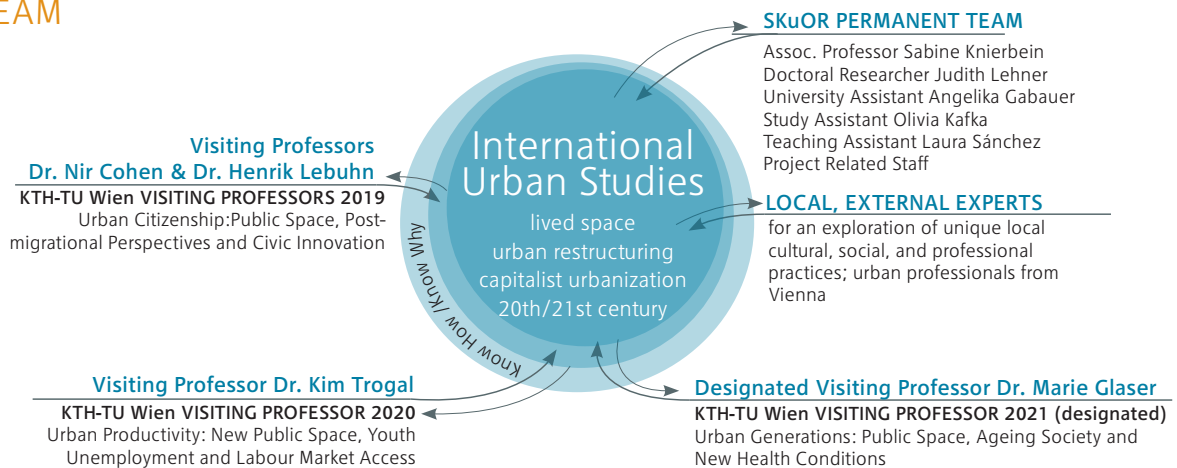 EAM
SKuOR PERMANENT TEAM
Assoc. Professor Sabine Knierbein
Doctoral Researcher Judith Lehner
University Assistant Angelika Gabauer
Study Assistant Olivia Kafka
Teaching Assistant Laura Sánchez
Project Related Staff
Visiting Professors
Dr. Nir Cohen & Dr. Henrik Lebuhn
KTH-TU Wien VISITING PROFESSORS 2019
Urban Citizenship:Public Space, Post-
migrational Perspectives and Civic Innovation
International
Urban Studies
lived space
urban restructuring
capitalist urbanization
20th/21st century
Know How /Know Why
LOCAL, EXTERNAL EXPERTS
for an exploration of unique local
cultural, social, and professional
practices; urban professionals from
Vienna
Visiting Professor Dr. Kim Trogal
KTH-TU Wien VISITING PROFESSOR 2020
Urban Productivity: New Public Space, Youth
Unemployment and Labour Market Access
Designated Visiting Professor Dr. Marie Glaser
KTH-TU Wien VISITING PROFESSOR 2021 (designated)
Urban Generations: Public Space, Ageing Society and
New Health Conditions